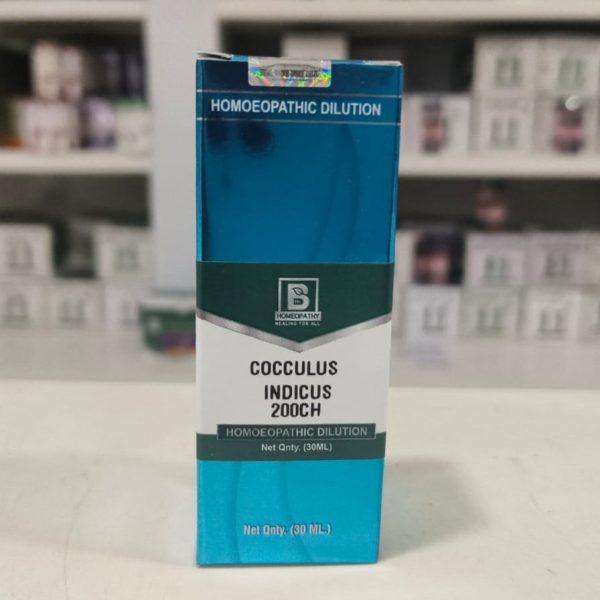 HOMOEOPATHIC DILUTION
B
HOMEOPATHY
HEALING FOR ALL
COCCULUS
INDICUS
200CH
HOMOEOPATHIC DILUTION
Net Qnty. (30ML)
Net Qnty. (30 ML.)